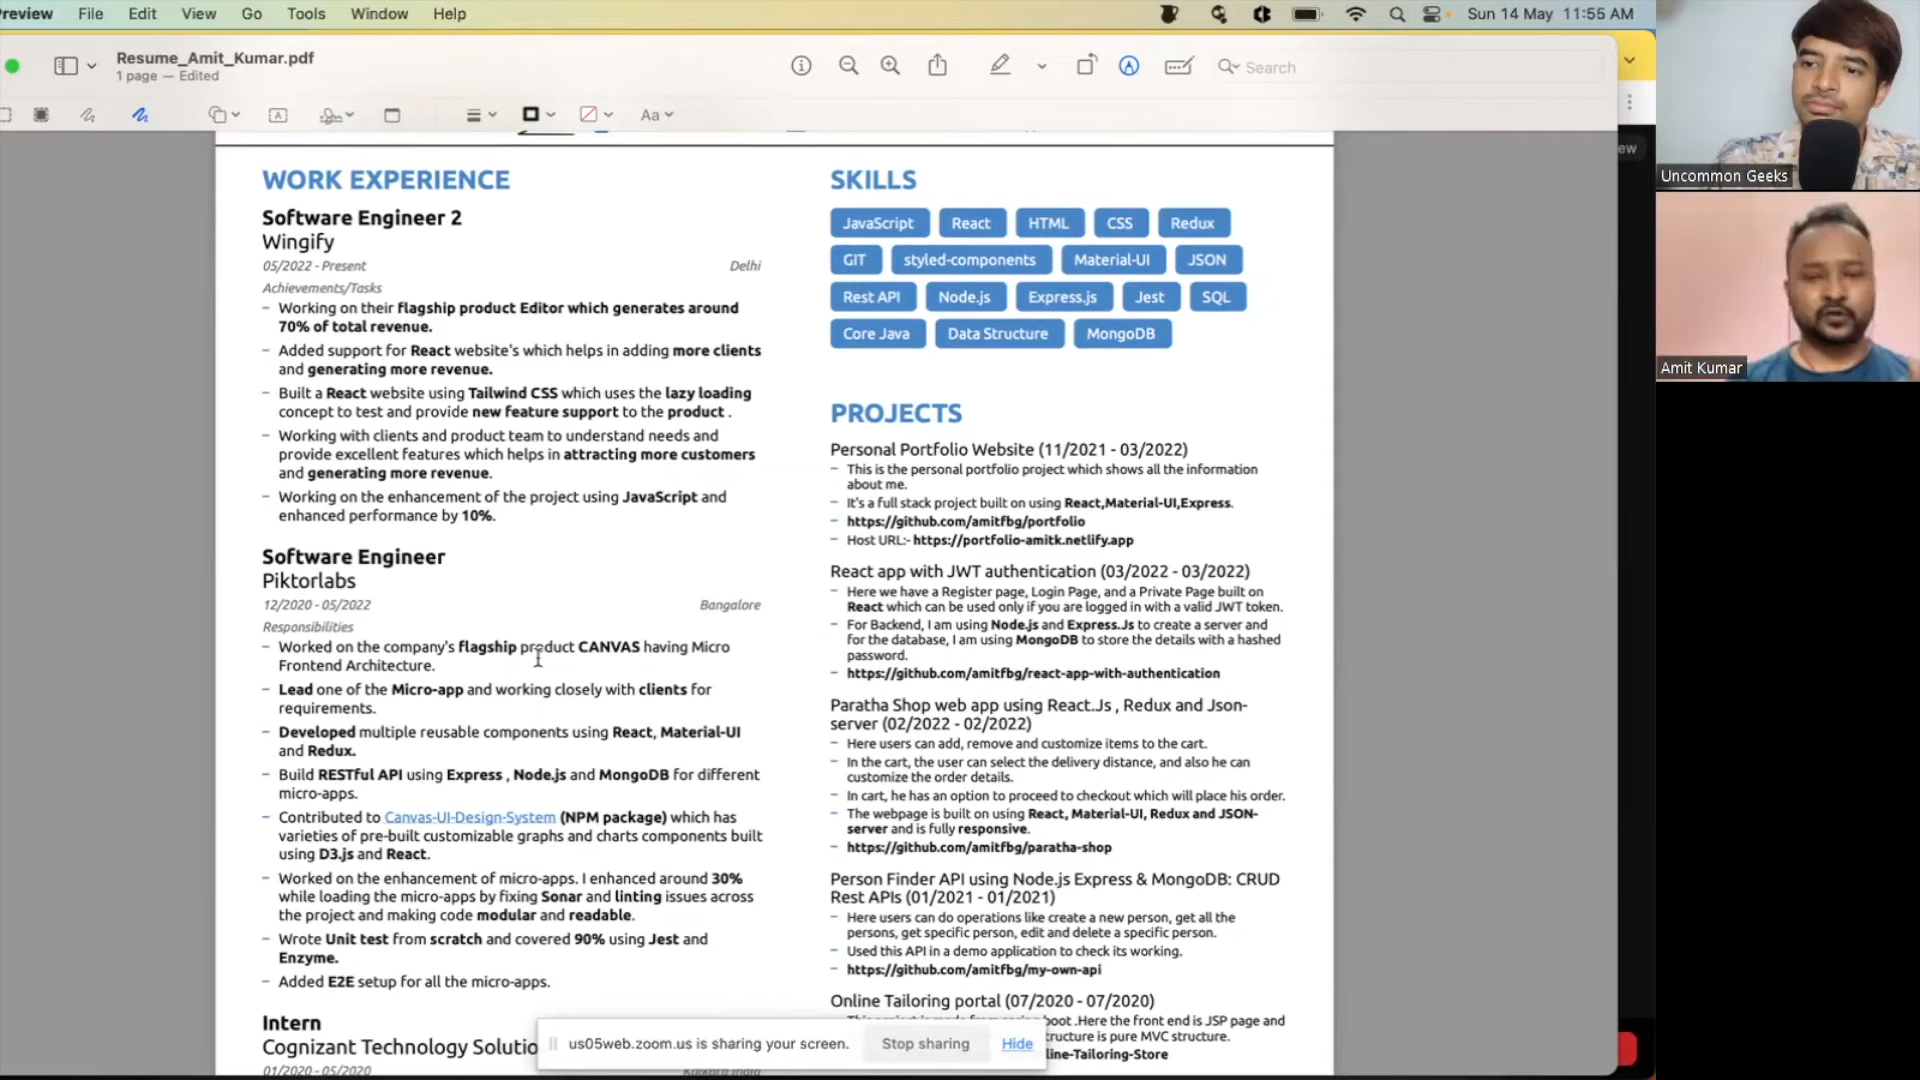 Preview File Edit View Go Tools Window Help
Sun 14 May 11:55 AM
Resume_Amit_Kumar.pdf
1 page — Edited
Search
Aa
WORK EXPERIENCE
Software Engineer 2
Wingify
05/2022 - Present Delhi
Achievements/Tasks
– Working on their flagship product Editor which generates around
70% of total revenue.
– Added support for React website's which helps in adding more clients
and generating more revenue.
– Built a React website using Tailwind CSS which uses the lazy loading
concept to test and provide new feature support to the product .
– Working with clients and product team to understand needs and
provide excellent features which helps in attracting more customers
and generating more revenue.
– Working on the enhancement of the project using JavaScript and
enhanced performance by 10%.
Software Engineer
Piktorlabs
12/2020 - 05/2022 Bangalore
Responsibilities
– Worked on the company's flagship product CANVAS having Micro
Frontend Architecture.
– Lead one of the Micro-app and working closely with clients for
requirements.
– Developed multiple reusable components using React, Material-UI
and Redux.
– Build RESTful API using Express , Node.js and MongoDB for different
micro-apps.
– Contributed to Canvas-UI-Design-System (NPM package) which has
varieties of pre-built customizable graphs and charts components built
using D3.js and React.
– Worked on the enhancement of micro-apps. I enhanced around 30%
while loading the micro-apps by fixing Sonar and linting issues across
the project and making code modular and readable.
– Wrote Unit test from scratch and covered 90% using Jest and
Enzyme.
– Added E2E setup for all the micro-apps.
Intern
Cognizant Technology Solutio
01/2020 - 05/2020
SKILLS
JavaScript React HTML CSS Redux
GIT styled-components Material-UI JSON
Rest API Node.js Express.js Jest SQL
Core Java Data Structure MongoDB
PROJECTS
Personal Portfolio Website (11/2021 - 03/2022)
– This is the personal portfolio project which shows all the information
about me.
– It's a full stack project built on using React,Material-UI,Express.
– https://github.com/amitfbg/portfolio
– Host URL:- https://portfolio-amitk.netlify.app
React app with JWT authentication (03/2022 - 03/2022)
– Here we have a Register page, Login Page, and a Private Page built on
React which can be used only if you are logged in with a valid JWT token.
– For Backend, I am using Node.js and Express.Js to create a server and
for the database, I am using MongoDB to store the details with a hashed
password.
– https://github.com/amitfbg/react-app-with-authentication
Paratha Shop web app using React.Js , Redux and Json-
server (02/2022 - 02/2022)
– Here users can add, remove and customize items to the cart.
– In the cart, the user can select the delivery distance, and also he can
customize the order details.
– In cart, he has an option to proceed to checkout which will place his order.
– The webpage is built on using React, Material-UI, Redux and JSON-
server and is fully responsive.
– https://github.com/amitfbg/paratha-shop
Person Finder API using Node.js Express & MongoDB: CRUD
Rest APIs (01/2021 - 01/2021)
– Here users can do operations like create a new person, get all the
persons, get specific person, edit and delete a specific person.
– Used this API in a demo application to check its working.
– https://github.com/amitfbg/my-own-api
Online Tailoring portal (07/2020 - 07/2020)
boot .Here the front end is JSP page and
tructure is pure MVC structure.
line-Tailoring-Store
us05web.zoom.us is sharing your screen. Stop sharing Hide
Uncommon Geeks
Amit Kumar